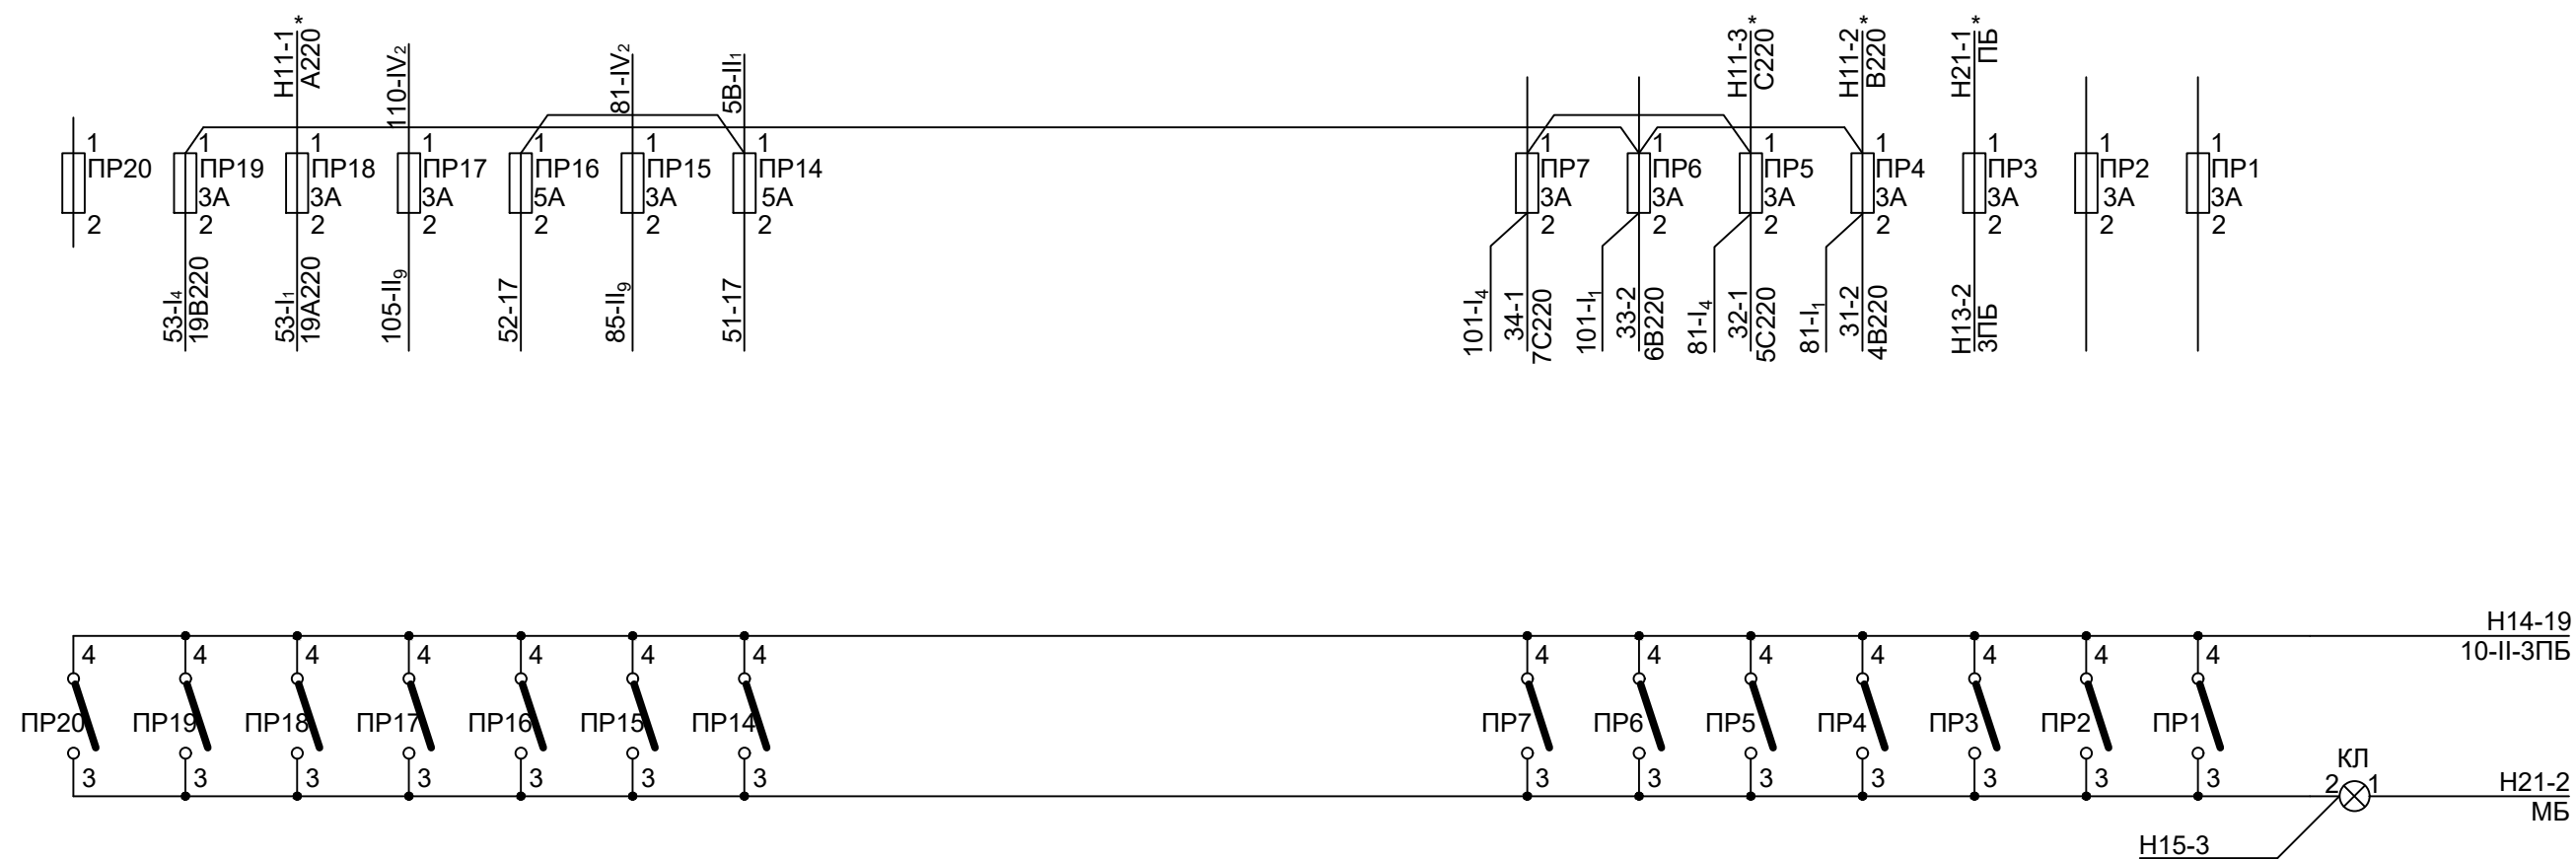 Н11-1
А220*
110-IV₂
81-IV₂
5В-II₁
Н11-3
С220*
Н11-2
В220*
Н21-1
ПБ*
1 1 1 1 1 1 1 1 1 1 1 1 1 1
ПР20 ПР19 ПР18 ПР17 ПР16 ПР15 ПР14 ПР7 ПР6 ПР5 ПР4 ПР3 ПР2 ПР1
3А 3А 3А 5А 3А 5А 3А 3А 3А 3А 3А 3А 3А
2 2 2 2 2 2 2 2 2 2 2 2 2 2
53-I₄
19В220
53-I₁
19А220
105-II₉
52-17
85-II₉
51-17
101-I₄
34-1
7С220
101-I₁
33-2
6В220
81-I₄
32-1
5С220
81-I₁
31-2
4В220
Н13-2
3ПБ
Н14-19
10-II-3ПБ
4 4 4 4 4 4 4 4 4 4 4 4 4 4
ПР20 ПР19 ПР18 ПР17 ПР16 ПР15 ПР14 ПР7 ПР6 ПР5 ПР4 ПР3 ПР2 ПР1
3 3 3 3 3 3 3 3 3 3 3 3 3 3
КЛ
2 1
Н21-2
МБ
Н15-3